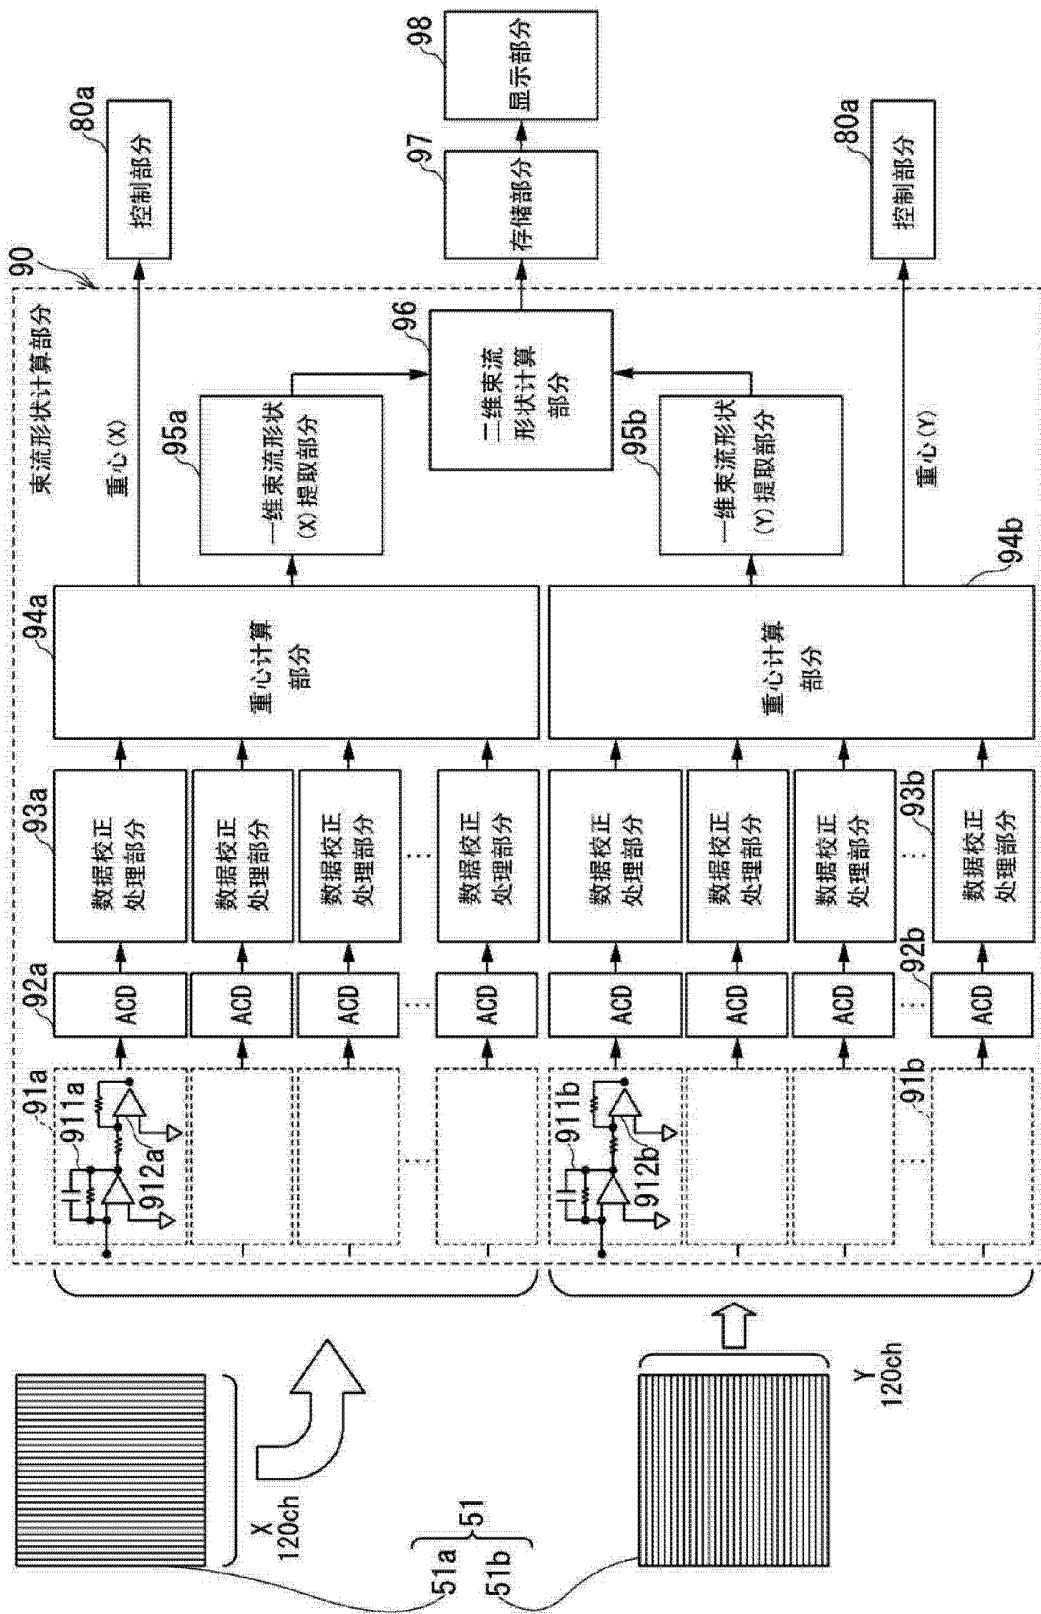 90
束流形状计算部分
51
51a
51b
X
120ch
Y
120ch
91a
911a
912a
92a
ACD
ACD
ACD
ACD
93a
数据校正
处理部分
数据校正
处理部分
数据校正
处理部分
数据校正
处理部分
94a
重心计算
部分
重心(X)
80a
控制部分
95a
一维束流形状
(X)提取部分
96
二维束流
形状计算
部分
97
存储部分
98
显示部分
911b
912b
91b
ACD
ACD
ACD
92b
ACD
数据校正
处理部分
数据校正
处理部分
数据校正
处理部分
93b
数据校正
处理部分
重心计算
部分
94b
95b
一维束流形状
(Y)提取部分
重心(Y)
80a
控制部分